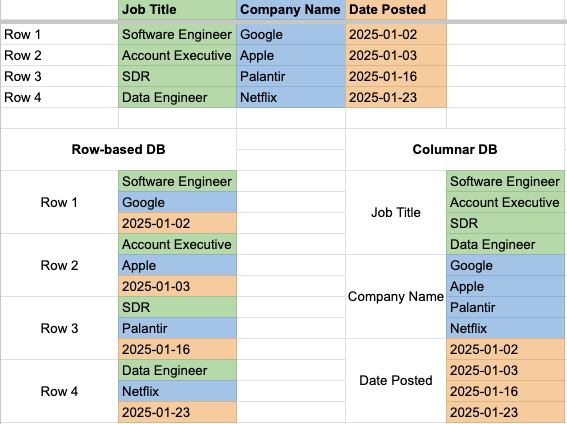 Job Title Company Name Date Posted
Row 1 Software Engineer Google 2025-01-02
Row 2 Account Executive Apple 2025-01-03
Row 3 SDR Palantir 2025-01-16
Row 4 Data Engineer Netflix 2025-01-23
Row-based DB
Row 1
Software Engineer
Google
2025-01-02
Row 2
Account Executive
Apple
2025-01-03
Row 3
SDR
Palantir
2025-01-16
Row 4
Data Engineer
Netflix
2025-01-23
Columnar DB
Job Title
Software Engineer
Account Executive
SDR
Data Engineer
Company Name
Google
Apple
Palantir
Netflix
Date Posted
2025-01-02
2025-01-03
2025-01-16
2025-01-23